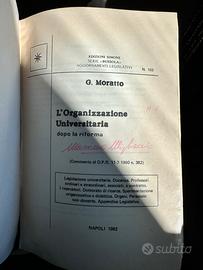 EDIZIONI SIMONE
SERIE «BUSSOLA»
AGGIORNAMENTI LEGISLATIVI
N. 102
G. Moratto
L'Organizzazione
Universitaria
dopo la riforma
(Commento al D.P.R. 11-7-1980 n. 382)
Legislazione universitaria. Docenza. Professori
ordinari e straordinari, associati, a contratto.
I ricercatori. Dottorato di ricerca. Sperimentazione
organizzativa e didattica. Organi. Personale
non docente. Appendice Legislativa.
NAPOLI 1982
subito